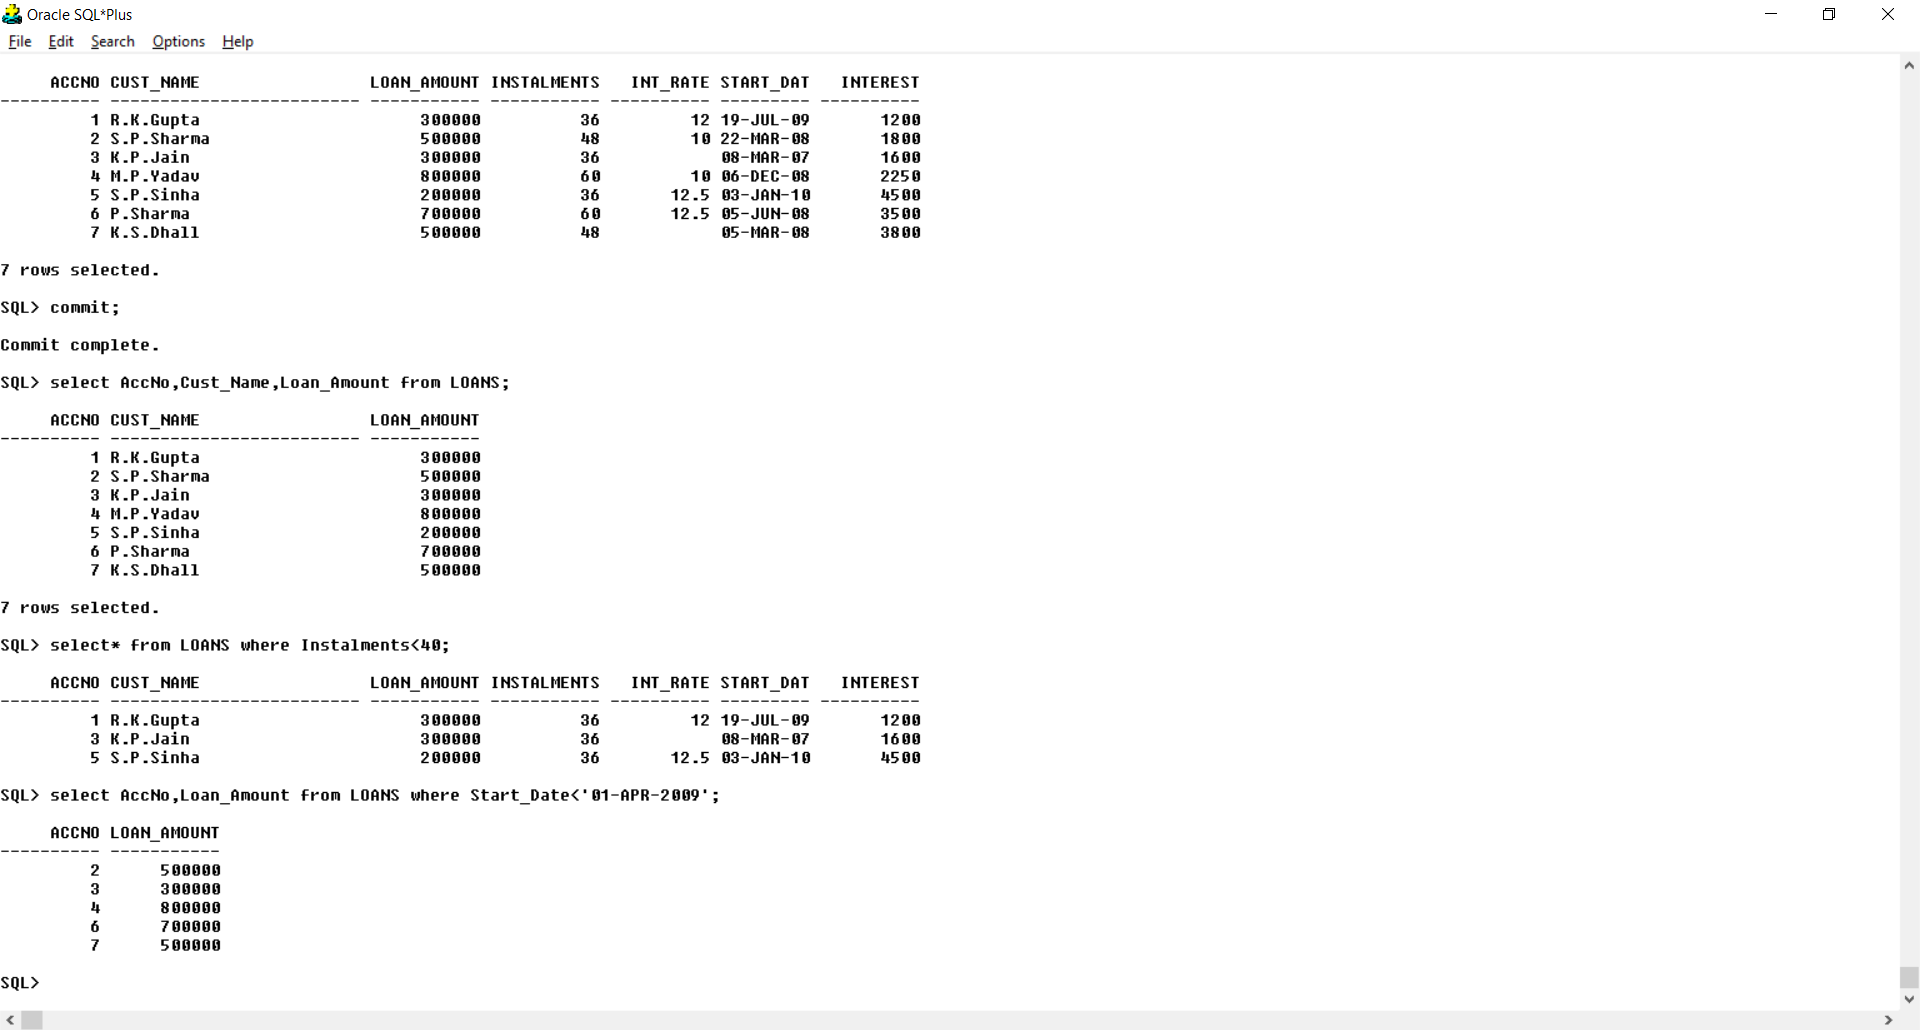 Oracle SQL*Plus
File Edit Search Options Help
ACCNO CUST_NAME LOAN_AMOUNT INSTALMENTS INT_RATE START_DAT INTEREST
---------- ------------------------- ----------- ----------- ---------- --------- ----------
1 R.K.Gupta 300000 36 12 19-JUL-09 1200
2 S.P.Sharma 500000 48 10 22-MAR-08 1800
3 K.P.Jain 300000 36 08-MAR-07 1600
4 M.P.Yadav 800000 60 10 06-DEC-08 2250
5 S.P.Sinha 200000 36 12.5 03-JAN-10 4500
6 P.Sharma 700000 60 12.5 05-JUN-08 3500
7 K.S.Dhall 500000 48 05-MAR-08 3800
7 rows selected.
SQL> commit;
Commit complete.
SQL> select AccNo,Cust_Name,Loan_Amount from LOANS;
ACCNO CUST_NAME LOAN_AMOUNT
---------- ------------------------- -----------
1 R.K.Gupta 300000
2 S.P.Sharma 500000
3 K.P.Jain 300000
4 M.P.Yadav 800000
5 S.P.Sinha 200000
6 P.Sharma 700000
7 K.S.Dhall 500000
7 rows selected.
SQL> select* from LOANS where Instalments<40;
ACCNO CUST_NAME LOAN_AMOUNT INSTALMENTS INT_RATE START_DAT INTEREST
---------- ------------------------- ----------- ----------- ---------- --------- ----------
1 R.K.Gupta 300000 36 12 19-JUL-09 1200
3 K.P.Jain 300000 36 08-MAR-07 1600
5 S.P.Sinha 200000 36 12.5 03-JAN-10 4500
SQL> select AccNo,Loan_Amount from LOANS where Start_Date<'01-APR-2009';
ACCNO LOAN_AMOUNT
---------- -----------
2 500000
3 300000
4 800000
6 700000
7 500000
SQL>